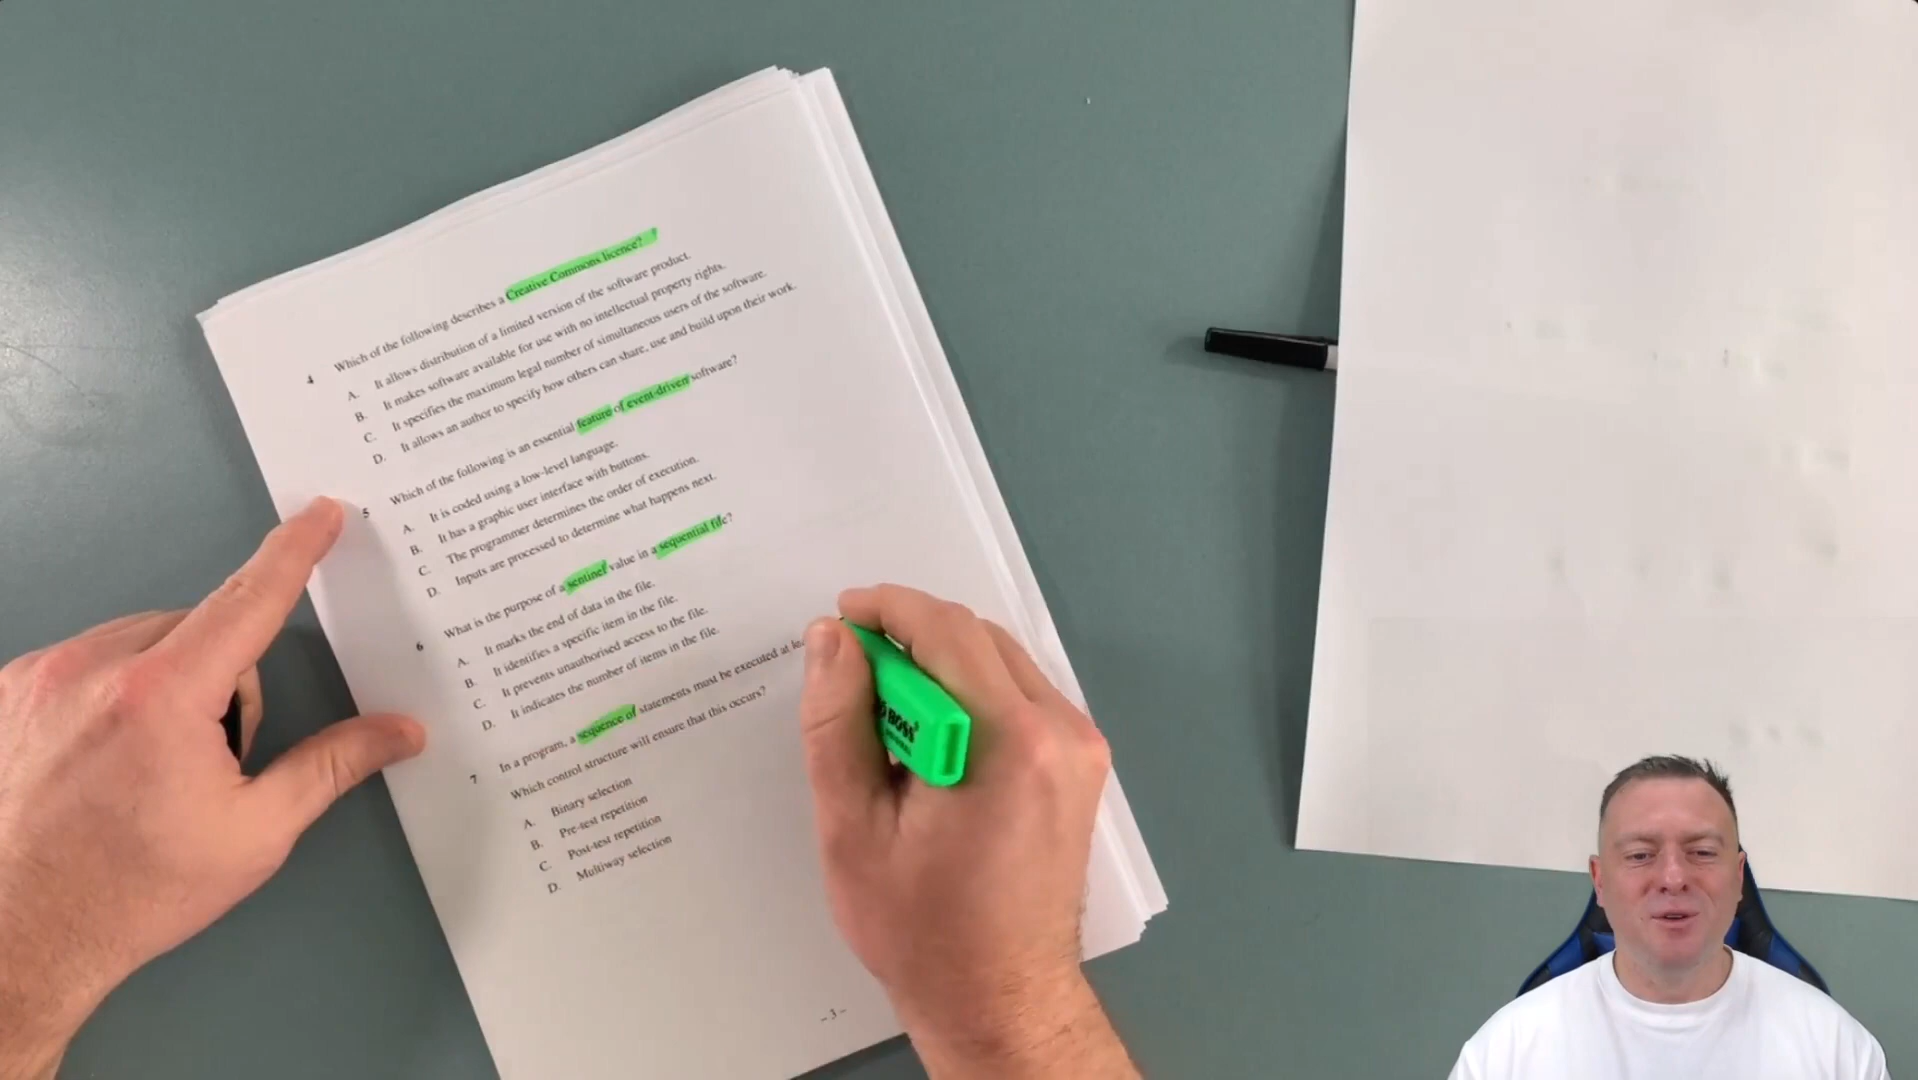 4 Which of the following describes a Creative Commons licence?
A. It allows distribution of a limited version of the software product.
B. It makes software available for use with no intellectual property rights.
C. It specifies the maximum legal number of simultaneous users of the software.
D. It allows an author to specify how others can share, use and build upon their work.
5 Which of the following is an essential feature of event-driven software?
A. It is coded using a low-level language.
B. It has a graphic user interface with buttons.
C. The programmer determines the order of execution.
D. Inputs are processed to determine what happens next.
6 What is the purpose of a sentinel value in a sequential file?
A. It marks the end of data in the file.
B. It identifies a specific item in the file.
C. It prevents unauthorised access to the file.
D. It indicates the number of items in the file.
7 In a program, a sequence of statements must be executed at
Which control structure will ensure that this occurs?
A. Binary selection
B. Pre-test repetition
C. Post-test repetition
D. Multiway selection
– 3 –
BOSS